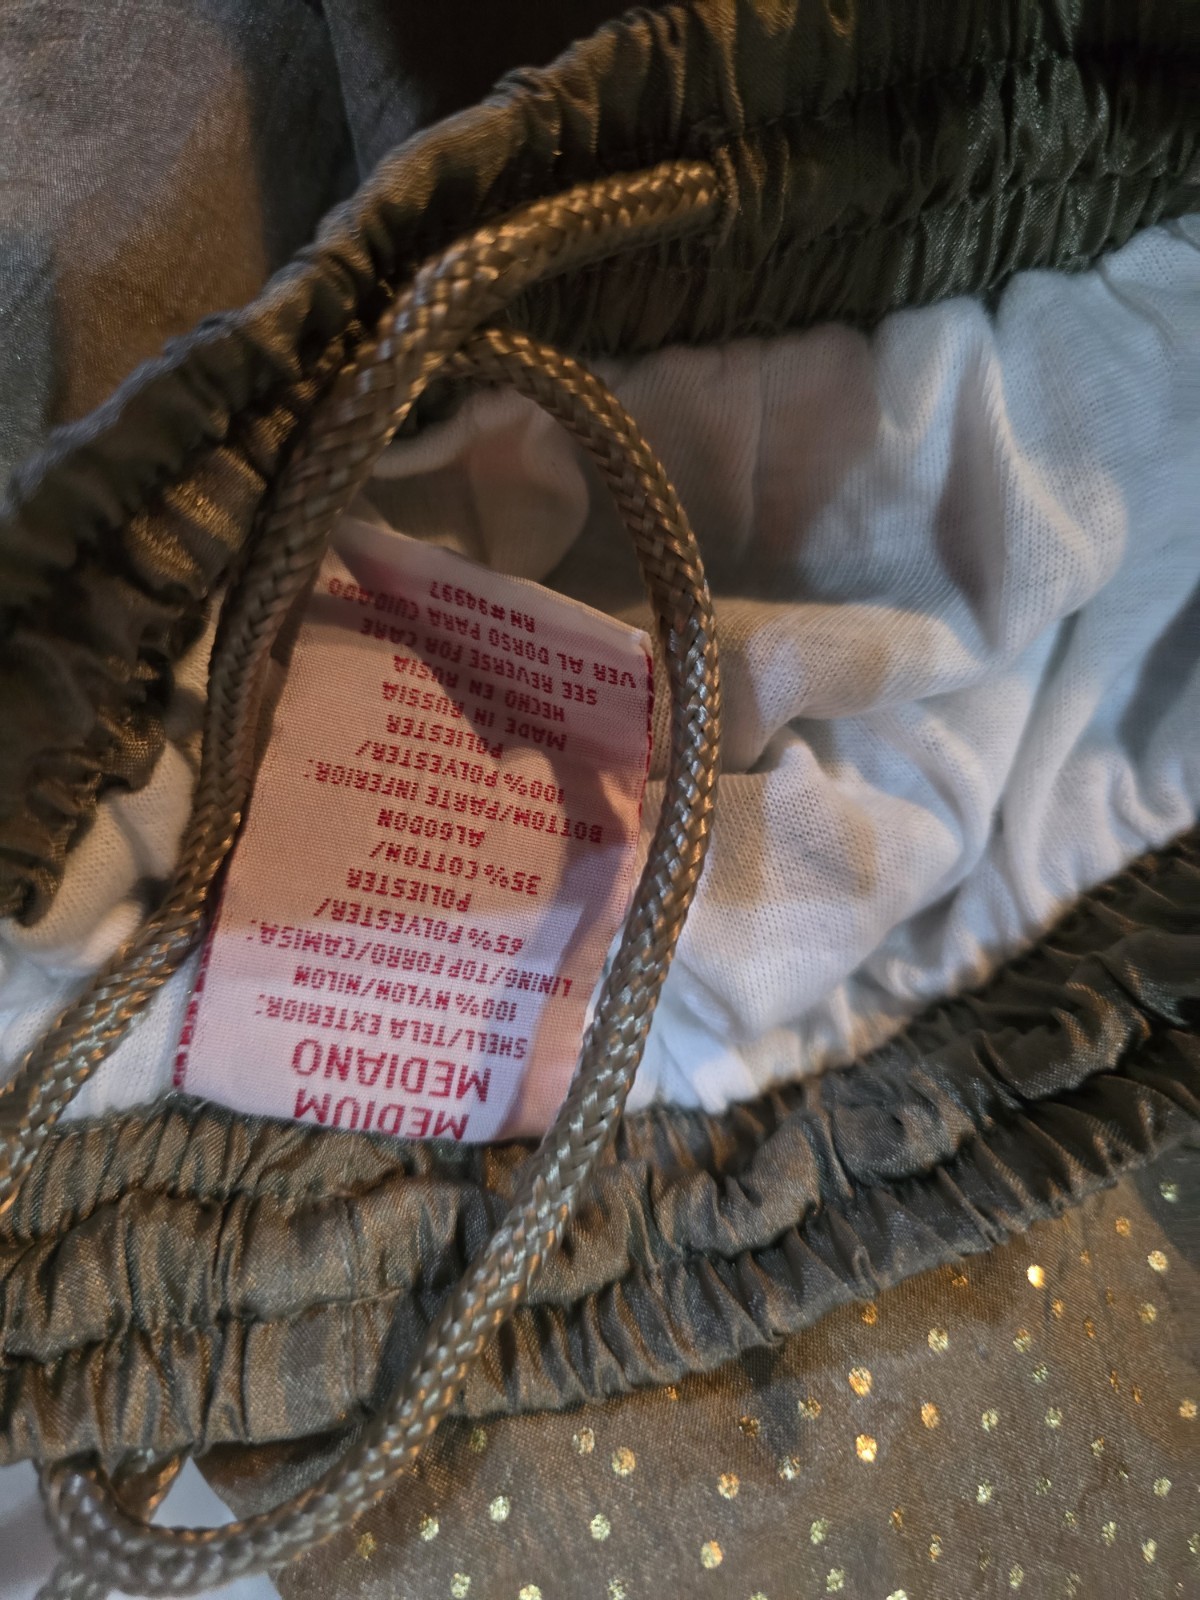 MEDIUM
MEDIANO
SHELL/TELA EXTERIOR:
100% NYLON/NILON
LINING/TOP FORRO/CAMISA:
65% POLYESTER/
POLIESTER
35% COTTON/
ALGODON
BOTTOM/PARTE INFERIOR:
100% POLYESTER/
POLIESTER
MADE IN RUSSIA
HECHO EN RUSIA
SEE REVERSE FOR CARE
VER AL DORSO PARA CUIDADO
RN#94997